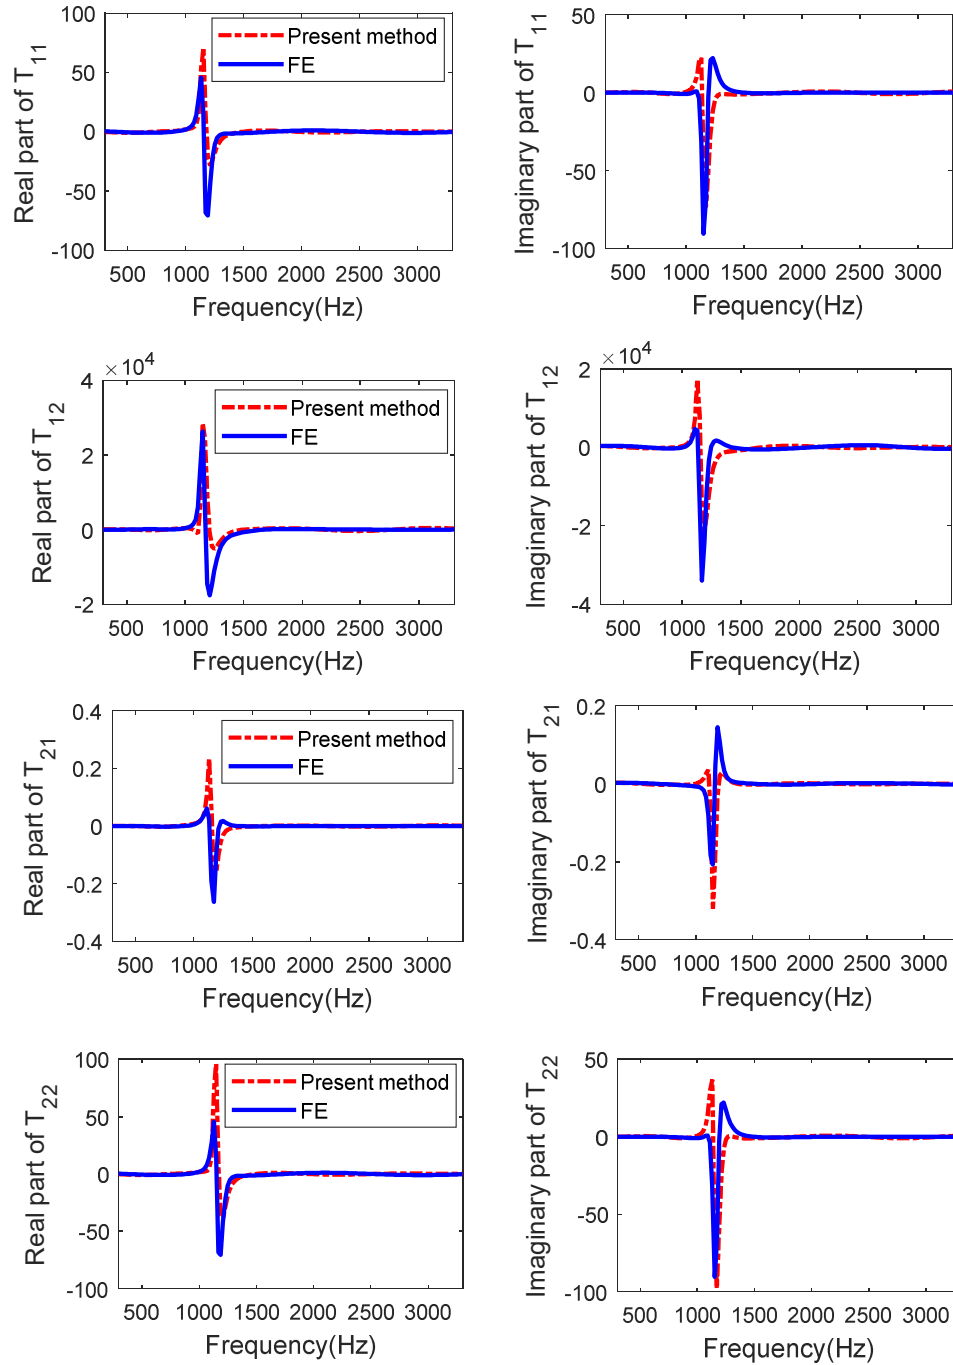 Real part of T11
100
50
0
-50
-100
Present method
FE
500 1000 1500 2000 2500 3000
Frequency(Hz)
Imaginary part of T11
50
0
-50
-100
500 1000 1500 2000 2500 3000
Frequency(Hz)
×10^4
Real part of T12
4
2
0
-2
Present method
FE
500 1000 1500 2000 2500 3000
Frequency(Hz)
×10^4
Imaginary part of T12
2
0
-2
-4
500 1000 1500 2000 2500 3000
Frequency(Hz)
Real part of T21
0.4
0.2
0
-0.2
-0.4
Present method
FE
500 1000 1500 2000 2500 3000
Frequency(Hz)
Imaginary part of T21
0.2
0
-0.2
-0.4
500 1000 1500 2000 2500 3000
Frequency(Hz)
Real part of T22
100
50
0
-50
-100
Present method
FE
500 1000 1500 2000 2500 3000
Frequency(Hz)
Imaginary part of T22
50
0
-50
-100
500 1000 1500 2000 2500 3000
Frequency(Hz)